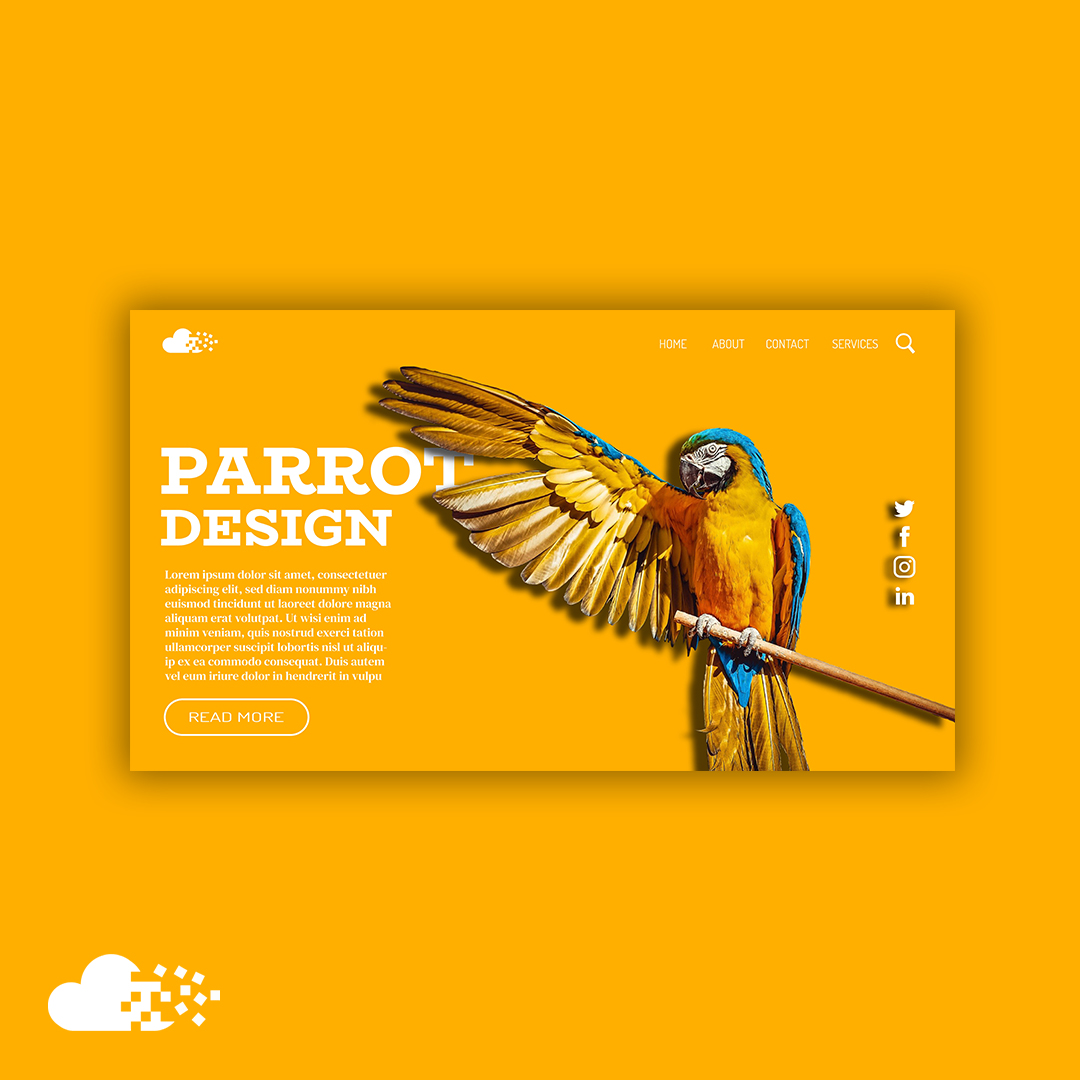 HOME ABOUT CONTACT SERVICES
PARROT
DESIGN
Lorem ipsum dolor sit amet, consectetuer
adipiscing elit, sed diam nonummy nibh
euismod tincidunt ut laoreet dolore magna
aliquam erat volutpat. Ut wisi enim ad
minim veniam, quis nostrud exerci tation
ullamcorper suscipit lobortis nisl ut aliqu-
ip ex ea commodo consequat. Duis autem
vel eum iriure dolor in hendrerit in vulpu
READ MORE